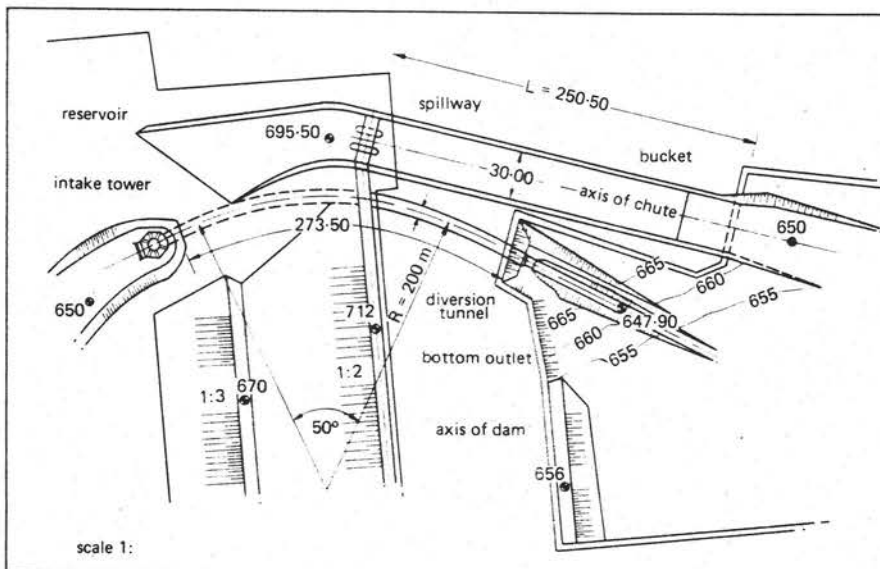 L = 250·50
spillway
reservoir
695·50
bucket
30·00
axis of chute
intake tower
650
273·50
665
660
655
R = 200 m
diversion
tunnel
647·90
650
712
665
660
655
bottom outlet
1:2
1:3
670
50°
axis of dam
656
scale 1: